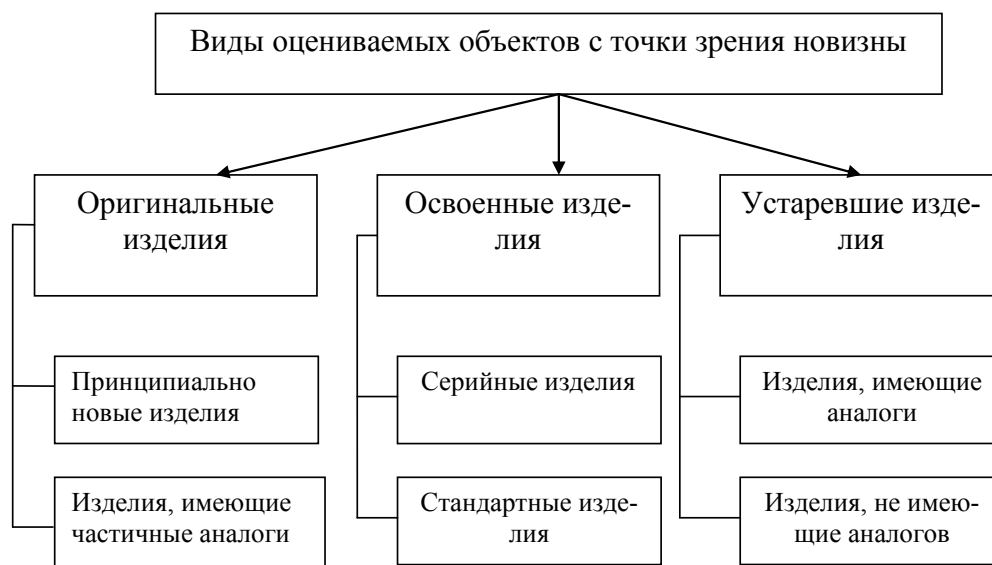 Виды оцениваемых объектов с точки зрения новизны
Оригинальные
изделия
Освоенные изде-
лия
Устаревшие изде-
лия
Принципиально
новые изделия
Серийные изделия
Изделия, имеющие
аналоги
Изделия, имеющие
частичные аналоги
Стандартные изде-
лия
Изделия, не имею-
щие аналогов